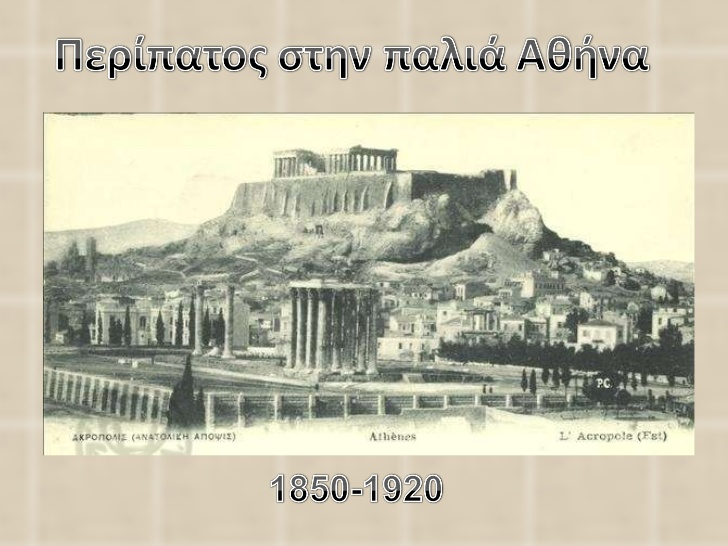 Περίπατος στην παλιά Αθήνα
P.C.
ΑΚΡΟΠΟΛΙΣ (ΑΝΑΤΟΛΙΚΗ ΑΠΟΨΙΣ) Athènes L' Acropole (Est)
1850-1920